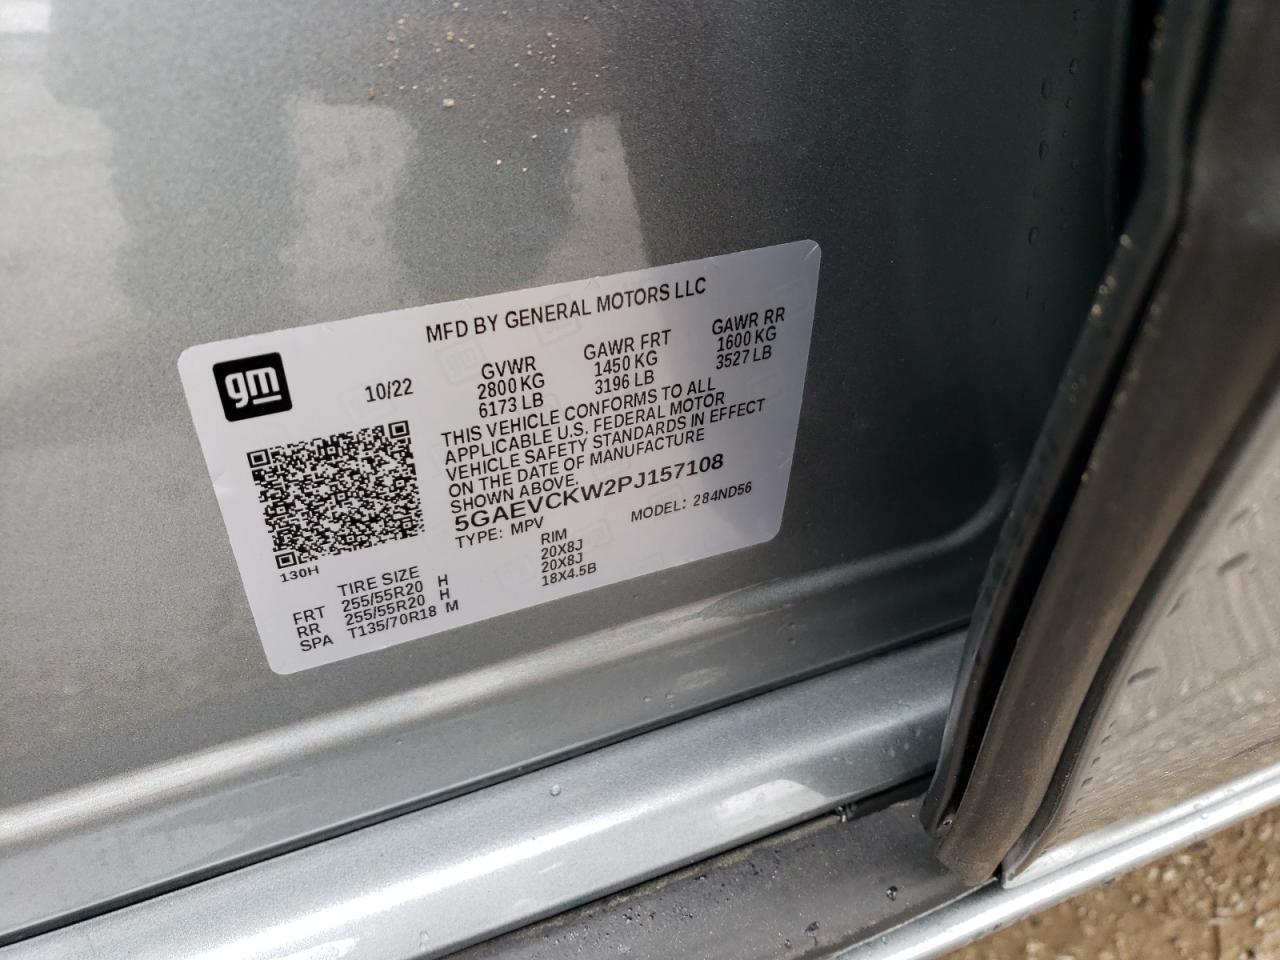 MFD BY GENERAL MOTORS LLC
gm
10/22
GVWR GAWR FRT GAWR RR
2800 KG 1450 KG 1600 KG
6173 LB 3196 LB 3527 LB
THIS VEHICLE CONFORMS TO ALL
APPLICABLE U.S. FEDERAL MOTOR
VEHICLE SAFETY STANDARDS IN EFFECT
ON THE DATE OF MANUFACTURE
SHOWN ABOVE.
5GAEVCKW2PJ157108
TYPE: MPV MODEL: 284ND56
130H
TIRE SIZE RIM
FRT 255/55R20 H 20X8J
RR 255/55R20 H 20X8J
SPA T135/70R18 M 18X4.5B